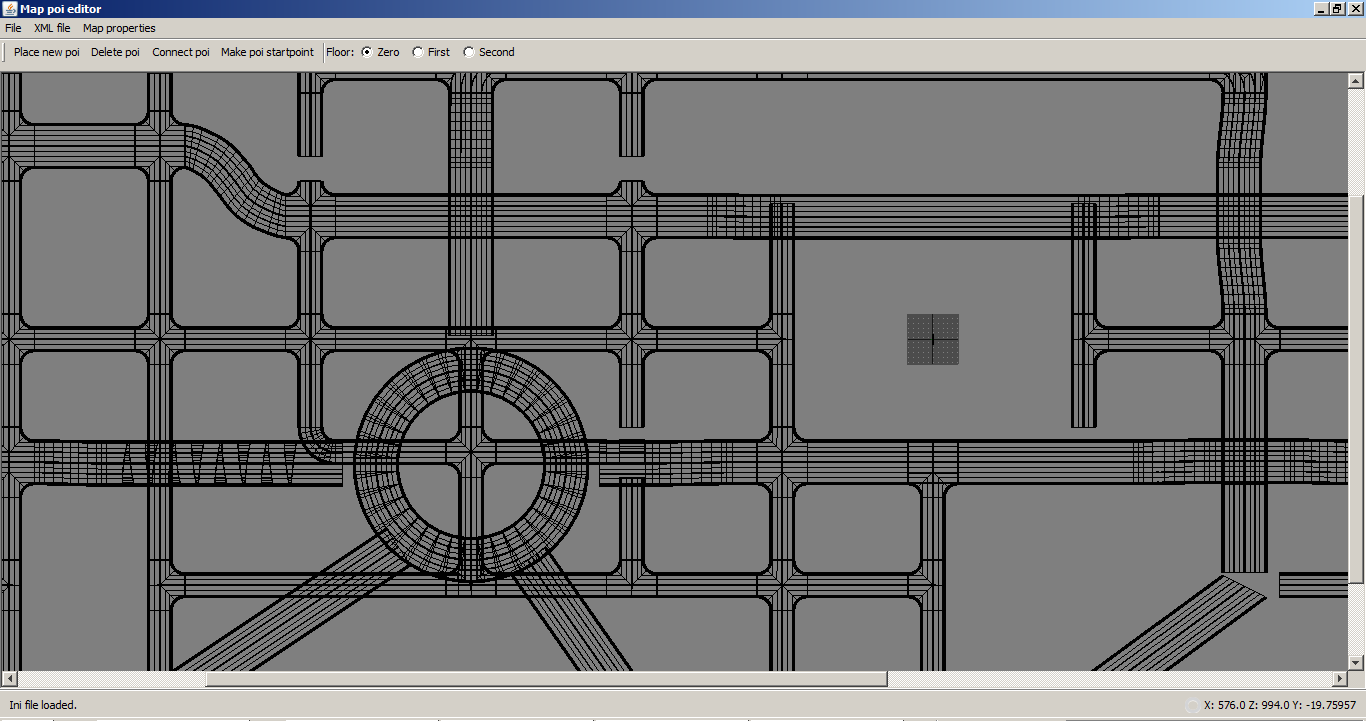 Map poi editor
File XML file Map properties
Place new poi Delete poi Connect poi Make poi startpoint Floor: Zero First Second
Ini file loaded. X: 576.0 Z: 994.0 Y: -19.75957